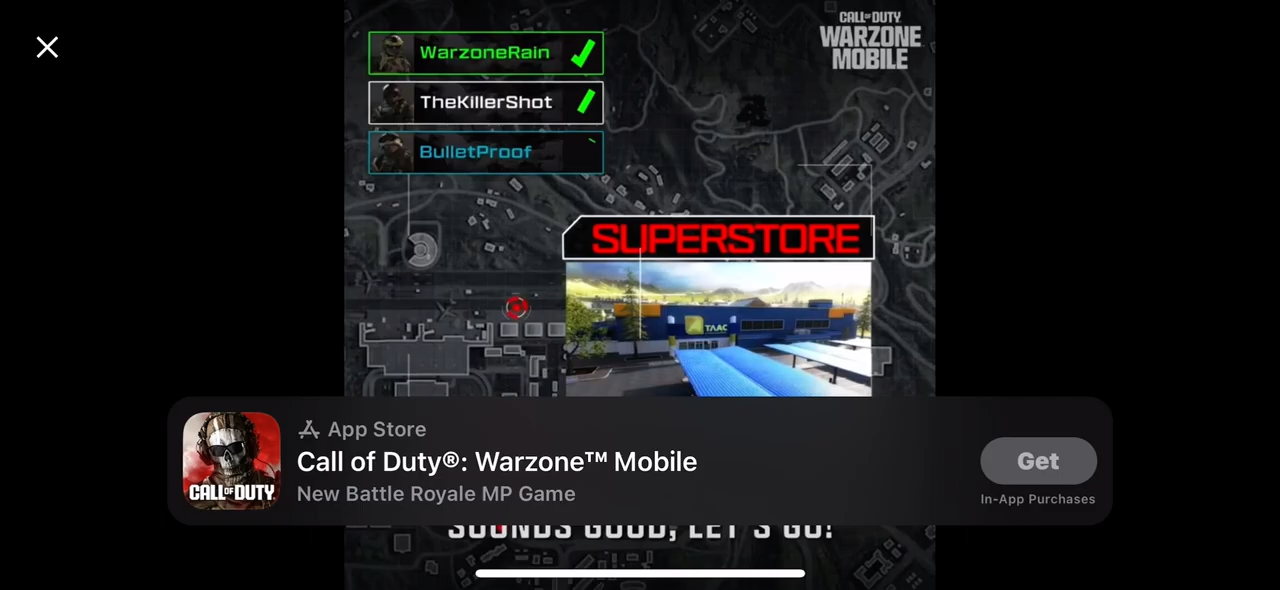 CALL OF DUTY
WARZONE
MOBILE
WarzoneRain
TheKillerShot
BulletProof
SUPERSTORE
TAAC
App Store
Call of Duty®: Warzone™ Mobile
New Battle Royale MP Game
Get
In-App Purchases
CALL OF DUTY
SOUNDS GOOD, LET'S GO!